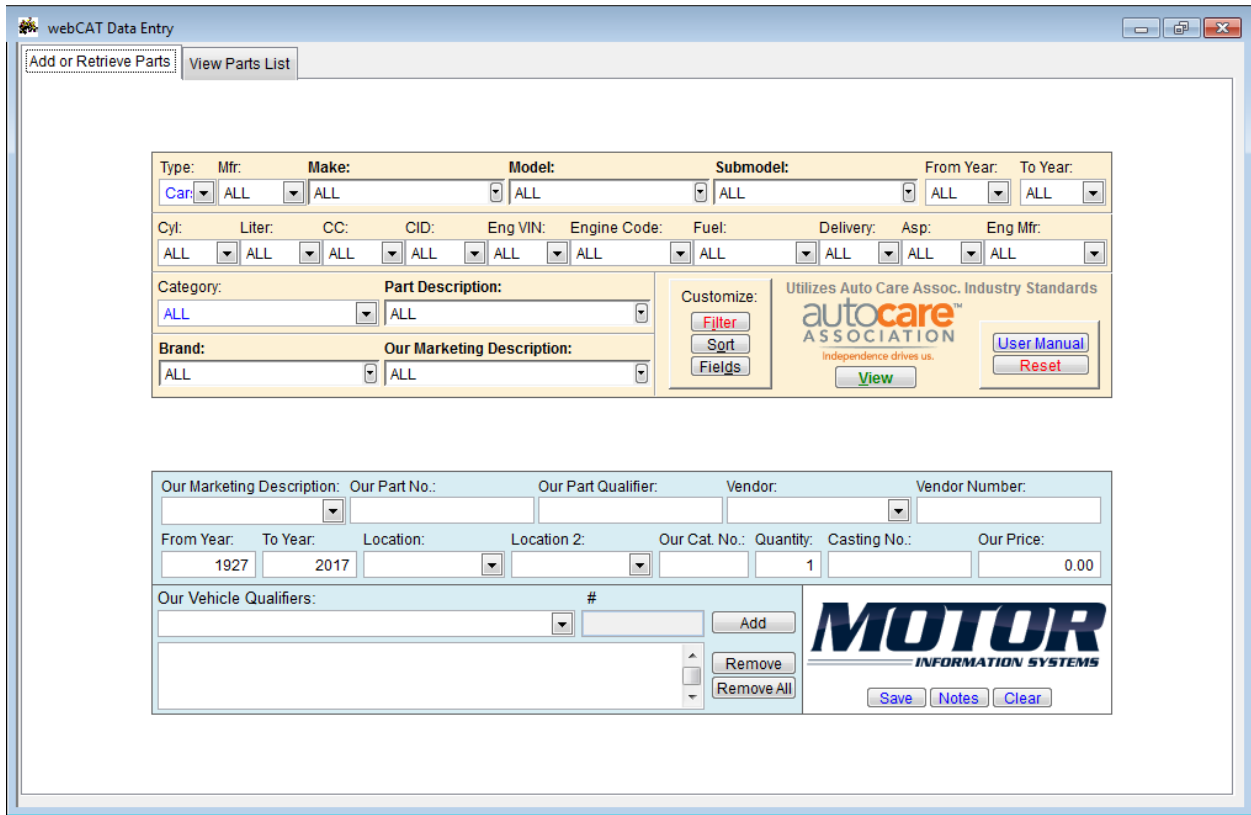 webCAT Data Entry
Add or Retrieve Parts View Parts List
Type: Mfr: Make: Model: Submodel: From Year: To Year:
Cars ALL ALL ALL ALL ALL ALL
Cyl: Liter: CC: CID: Eng VIN: Engine Code: Fuel: Delivery: Asp: Eng Mfr:
ALL ALL ALL ALL ALL ALL ALL ALL ALL ALL
Category: Part Description:
ALL ALL
Brand: Our Marketing Description:
ALL ALL
Customize:
Filter
Sort
Fields
Utilizes Auto Care Assoc. Industry Standards
autocare™
ASSOCIATION
Independence drives us.
View
User Manual
Reset
Our Marketing Description: Our Part No.: Our Part Qualifier: Vendor: Vendor Number:
From Year: To Year: Location: Location 2: Our Cat. No.: Quantity: Casting No.: Our Price:
1927 2017 1 0.00
Our Vehicle Qualifiers: #
Add
Remove
Remove All
MOTOR
INFORMATION SYSTEMS
Save Notes Clear